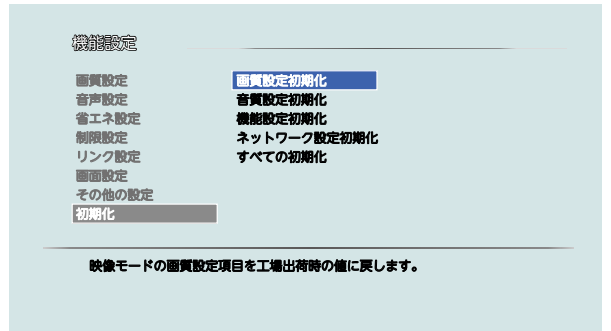 機能設定
画質設定
音声設定
省エネ設定
制限設定
リンク設定
画面設定
その他の設定
初期化
画質設定初期化
音質設定初期化
機能設定初期化
ネットワーク設定初期化
すべての初期化
映像モードの画質設定項目を工場出荷時の値に戻します。